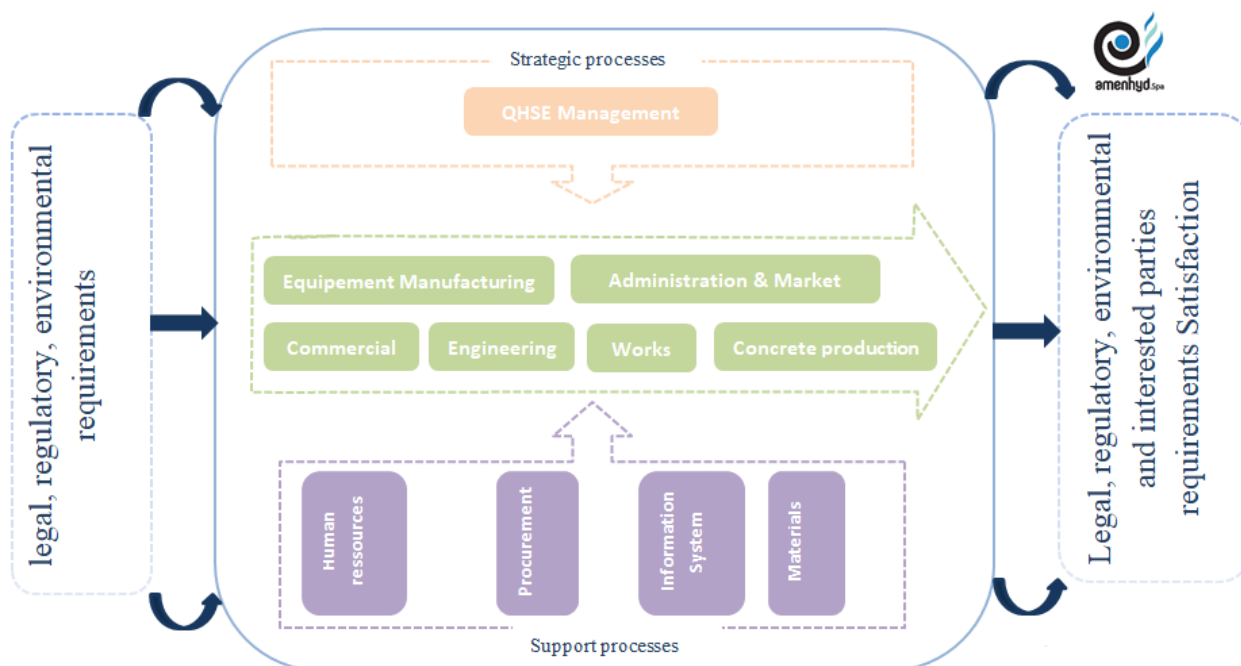 amenhyd.Spa
Strategic processes
QHSE Management
legal, regulatory, environmental
requirements
Equipement Manufacturing
Administration & Market
Commercial
Engineering
Works
Concrete production
Human
ressources
Procurement
Information
System
Materials
Support processes
Legal, regulatory, environmental
and interested parties
requirements Satisfaction